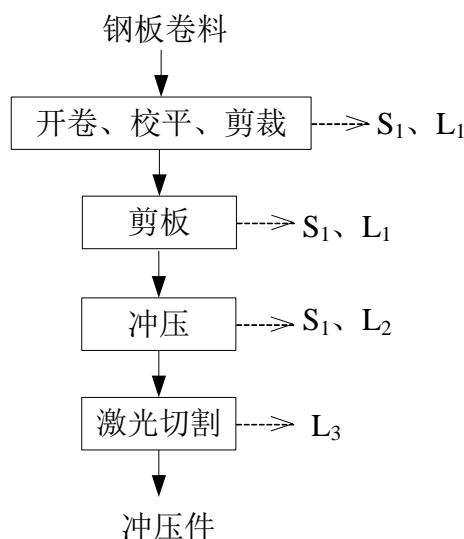 钢板卷料
开卷、校平、剪裁
S₁、L₁
剪板
S₁、L₁
冲压
S₁、L₂
激光切割
L₃
冲压件